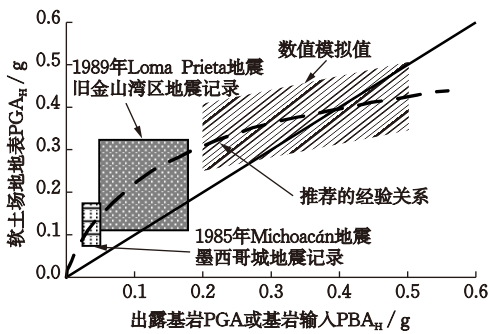 0.6
0.5
0.4
0.3
0.2
0.1
0.0
软土场地地表PGAH / g
1989年Loma Prieta地震
旧金山湾区地震记录
数值模拟值
推荐的经验关系
1985年Michoacán地震
墨西哥城地震记录
0.1
0.2
0.3
0.4
0.5
0.6
出露基岩PGA或基岩输入PBAH / g